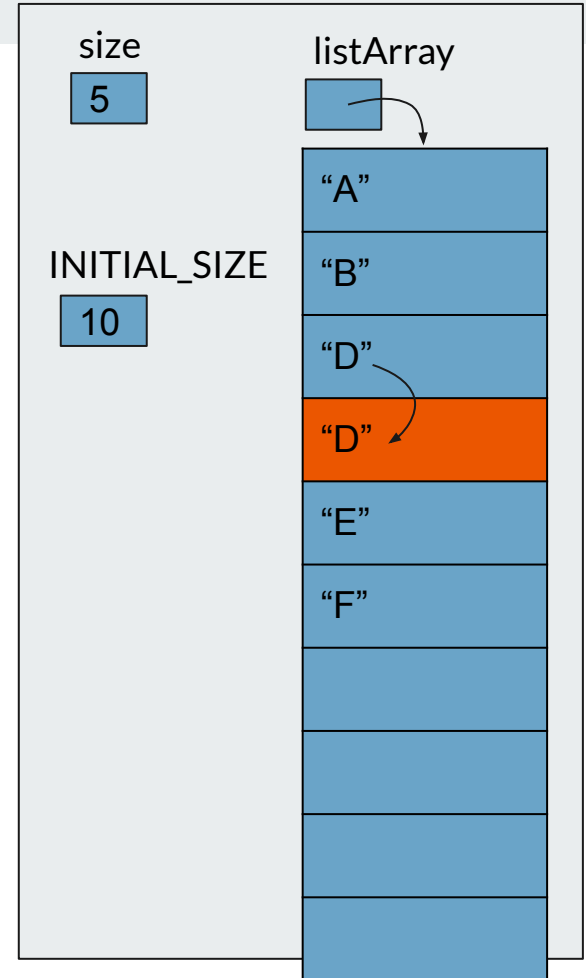 size
5
listArray
INITIAL_SIZE
10
“A”
“B”
“D”
“D”
“E”
“F”